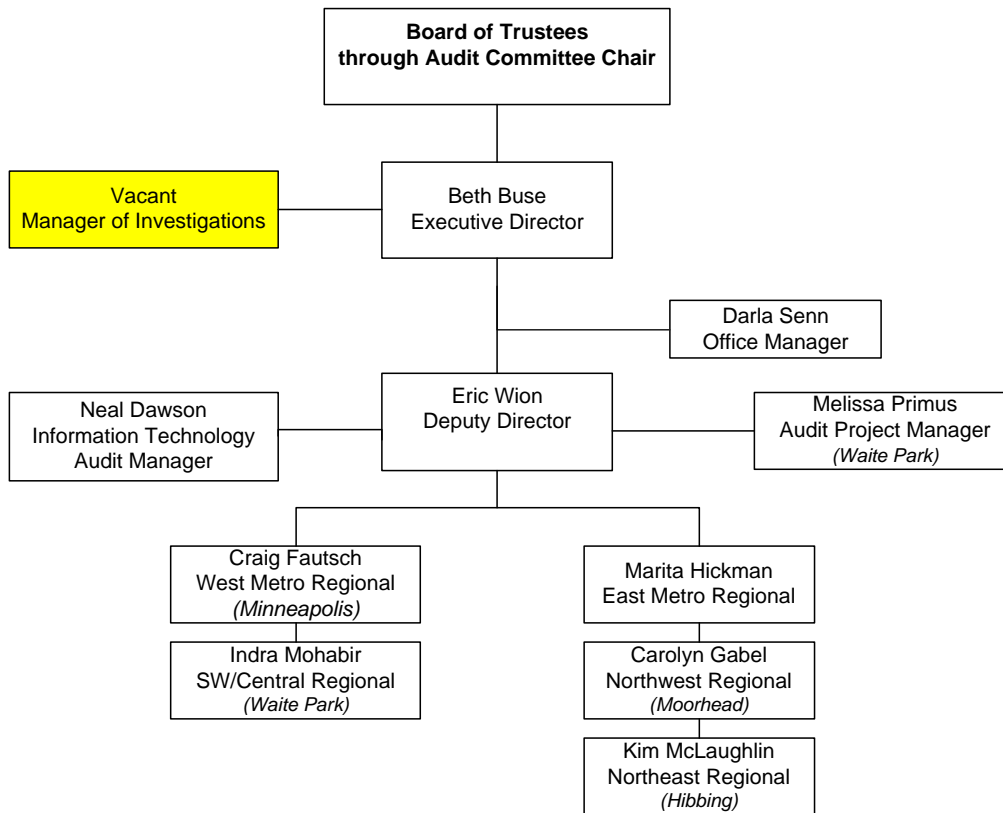 Board of Trustees
through Audit Committee Chair
Vacant
Manager of Investigations
Beth Buse
Executive Director
Darla Senn
Office Manager
Neal Dawson
Information Technology
Audit Manager
Eric Wion
Deputy Director
Melissa Primus
Audit Project Manager
(Waite Park)
Craig Fautsch
West Metro Regional
(Minneapolis)
Indra Mohabir
SW/Central Regional
(Waite Park)
Marita Hickman
East Metro Regional
Carolyn Gabel
Northwest Regional
(Moorhead)
Kim McLaughlin
Northeast Regional
(Hibbing)